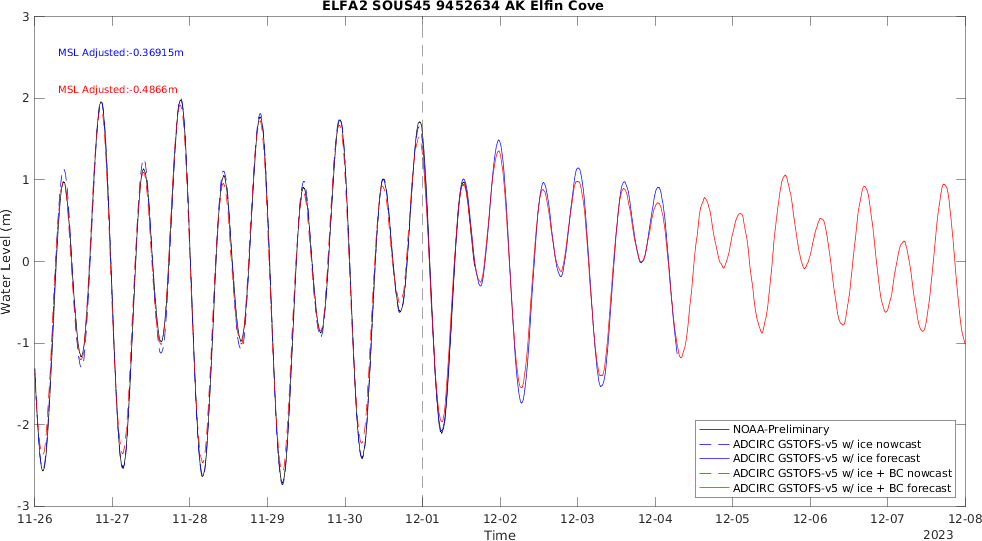 ELFA2 SOUS45 9452634 AK Elfin Cove
3
MSL Adjusted:-0.36915m
MSL Adjusted:-0.4866m
2
1
0
-1
-2
-3
Water Level (m)
NOAA-Preliminary
ADCIRC GSTOFS-v5 w/ ice nowcast
ADCIRC GSTOFS-v5 w/ ice forecast
ADCIRC GSTOFS-v5 w/ ice + BC nowcast
ADCIRC GSTOFS-v5 w/ ice + BC forecast
11-26 11-27 11-28 11-29 11-30 12-01 12-02 12-03 12-04 12-05 12-06 12-07 12-08
Time
2023